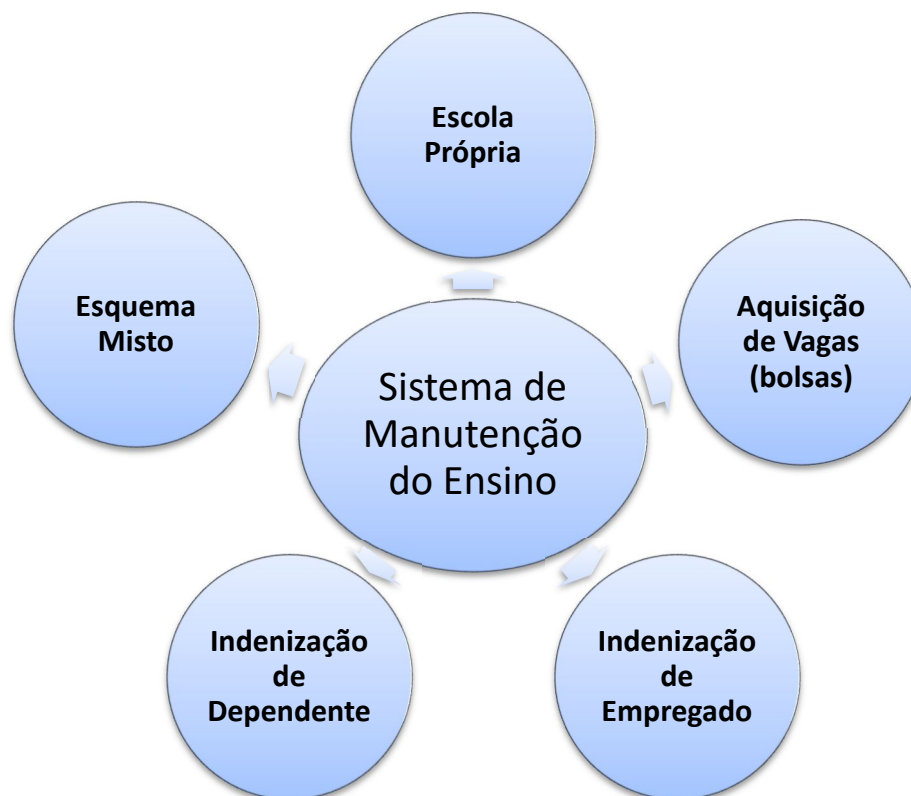 Escola
Própria
Esquema
Misto
Aquisição
de Vagas
(bolsas)
Sistema de
Manutenção
do Ensino
Indenização
de
Dependente
Indenização
de
Empregado